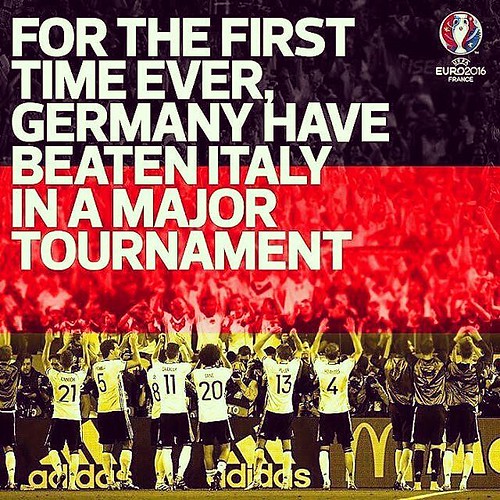 FOR THE FIRST
TIME EVER,
GERMANY HAVE
BEATEN ITALY
IN A MAJOR
TOURNAMENT
UEFA
EURO2016
FRANCE
21
5
8
11
20
13
4
adidas
adidas